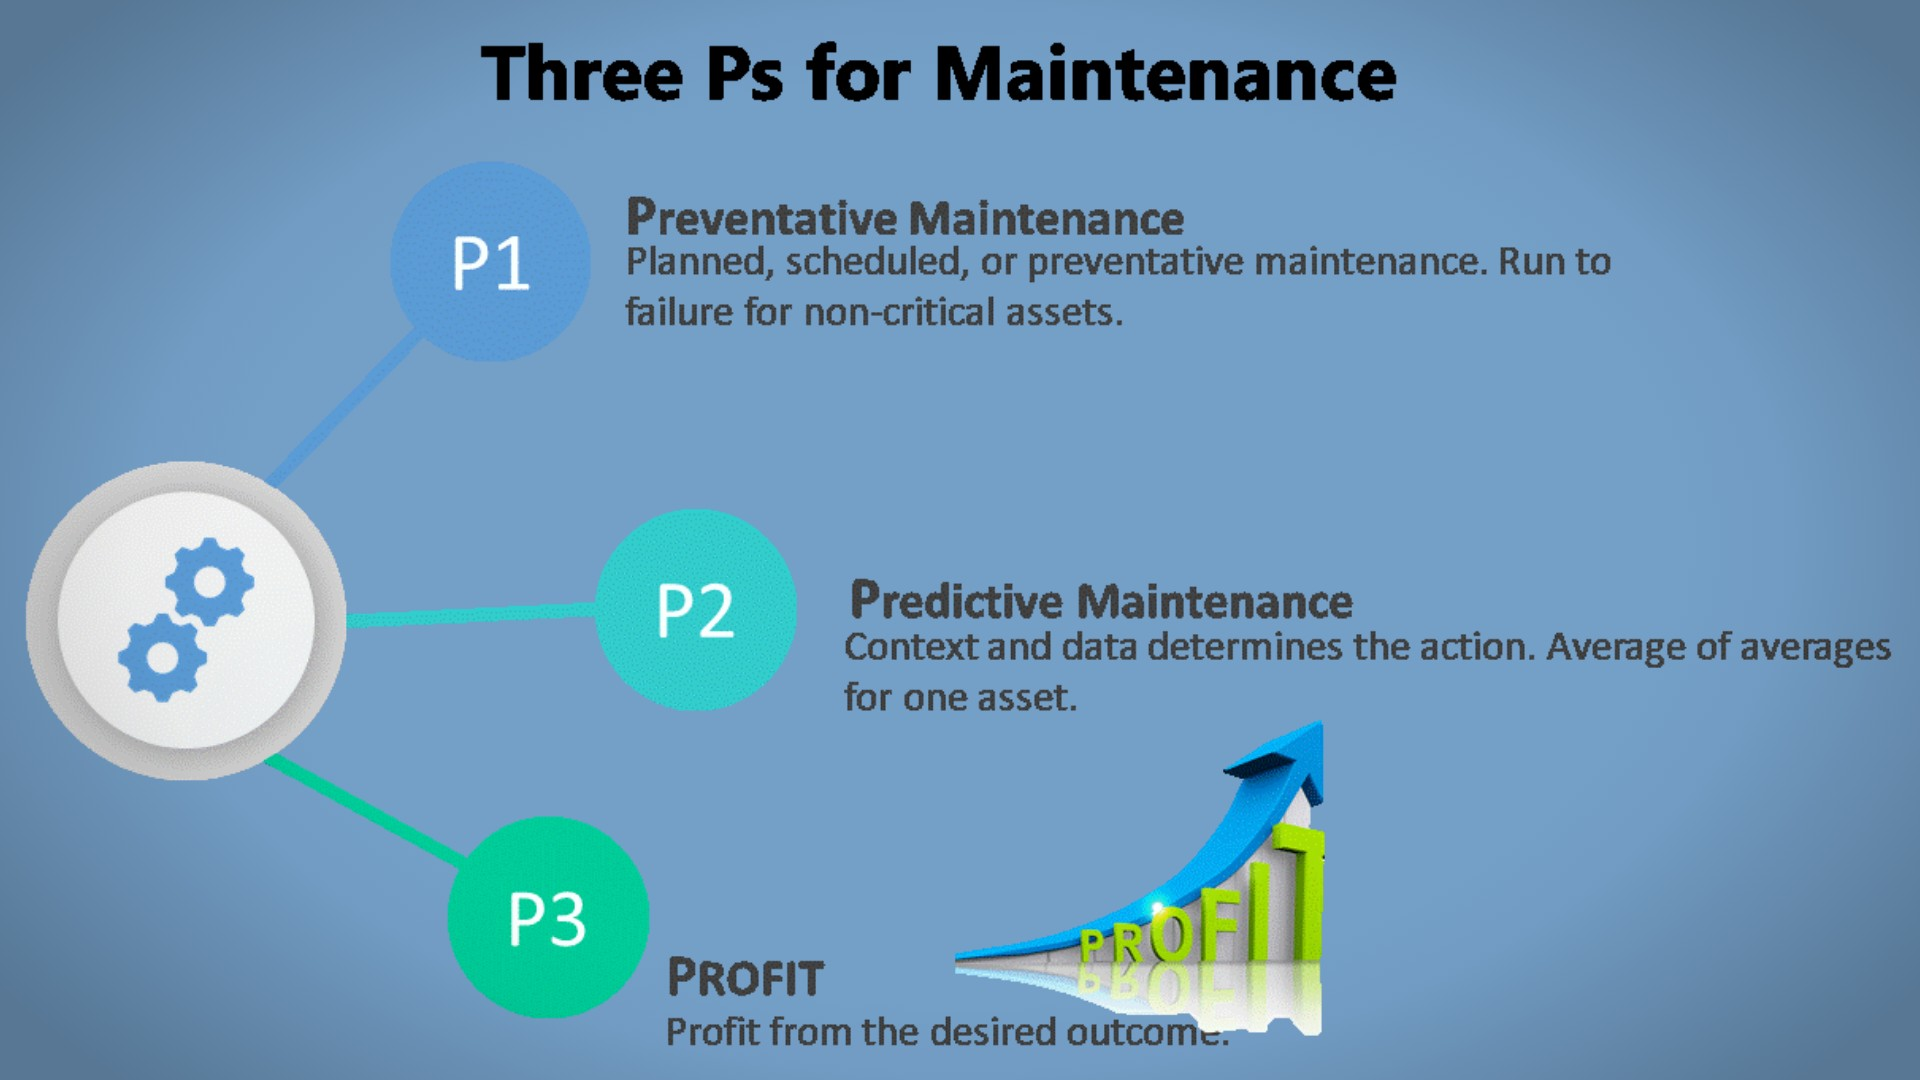 Three Ps for Maintenance
P1
Preventative Maintenance
Planned, scheduled, or preventative maintenance. Run to
failure for non-critical assets.
P2
Predictive Maintenance
Context and data determines the action. Average of averages
for one asset.
PROFIT
P3
PROFIT
Profit from the desired outcome.